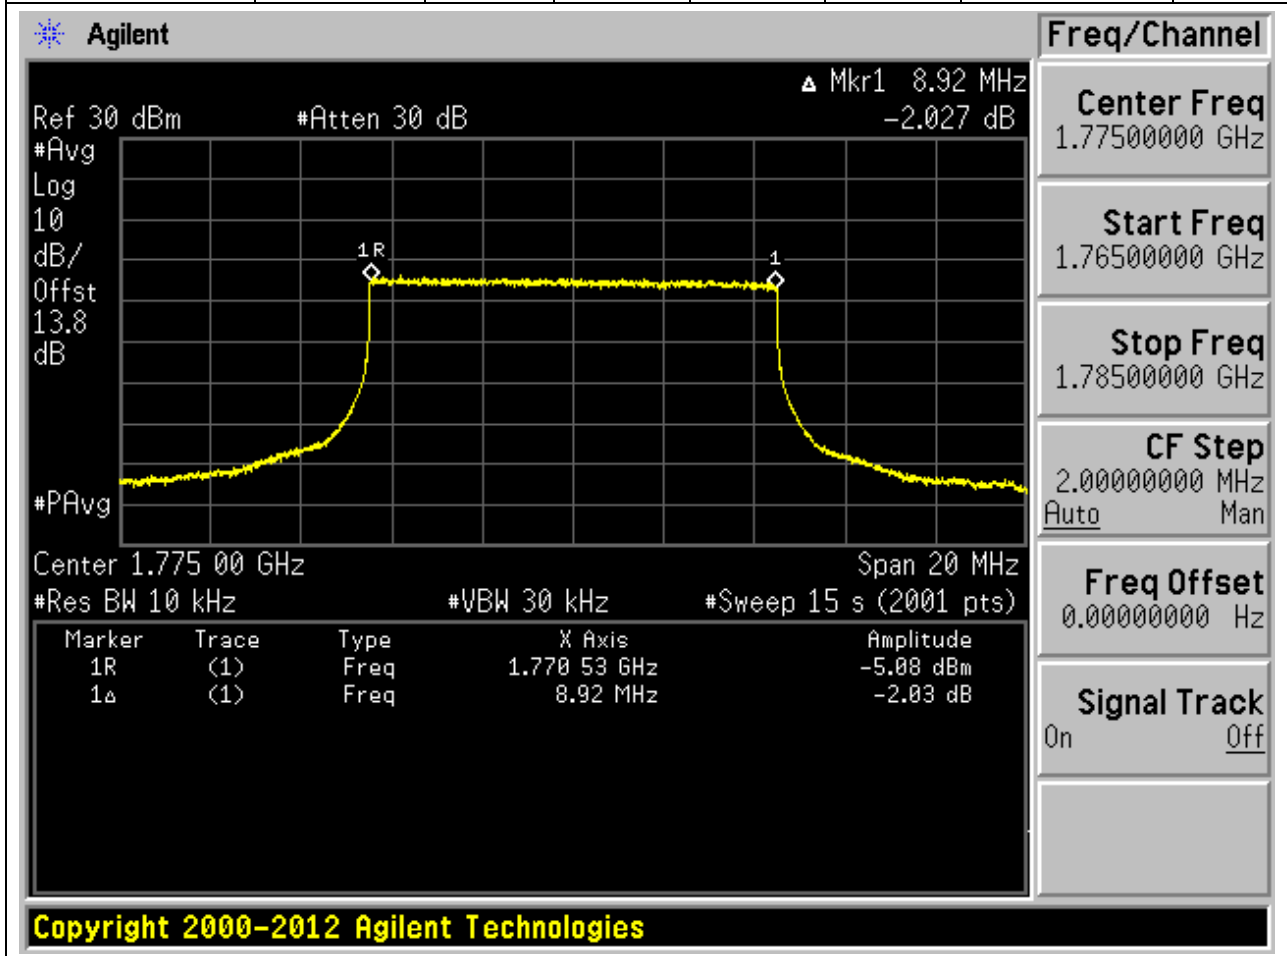 Agilent
Freq/Channel
Δ Mkr1 8.92 MHz
Ref 30 dBm #Atten 30 dB -2.027 dB
#Avg
Log
10
dB/
Offst
13.8
dB
1R
1
#PAvg
Center 1.775 00 GHz Span 20 MHz
#Res BW 10 kHz #VBW 30 kHz #Sweep 15 s (2001 pts)
Marker Trace Type X Axis Amplitude
1R (1) Freq 1.770 53 GHz -5.08 dBm
1Δ (1) Freq 8.92 MHz -2.03 dB
Center Freq
1.77500000 GHz
Start Freq
1.76500000 GHz
Stop Freq
1.78500000 GHz
CF Step
2.00000000 MHz
Auto Man
Freq Offset
0.00000000 Hz
Signal Track
On Off
Copyright 2000-2012 Agilent Technologies